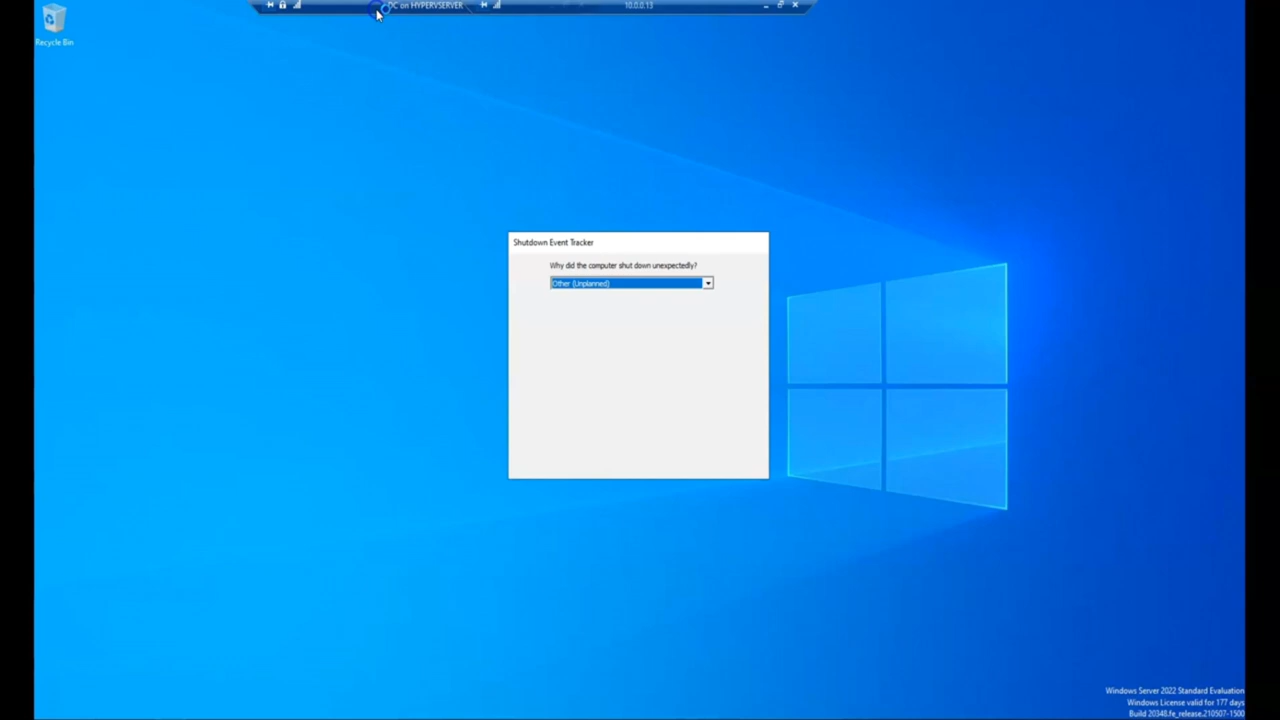 DC on HYPERVSERVER
10.0.0.13
Recycle Bin
Shutdown Event Tracker
Why did the computer shut down unexpectedly?
Other (Unplanned)
Windows Server 2022 Standard Evaluation
Windows License valid for 177 days
Build 20348.fe_release.210507-1500